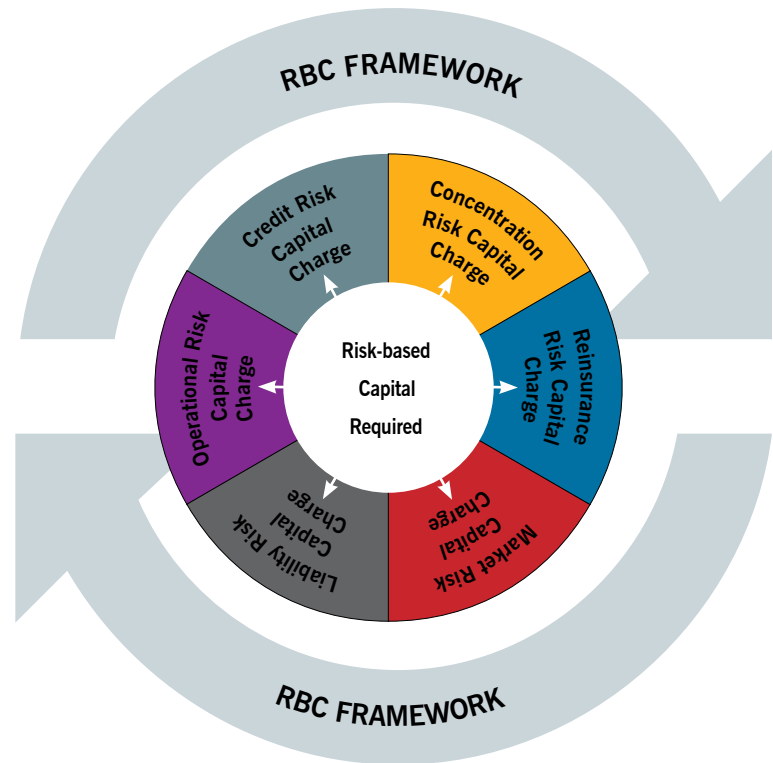 RBC FRAMEWORK
Credit Risk
Capital
Charge
Concentration
Risk Capital
Charge
Reinsurance
Risk Capital
Charge
Market Risk
Capital
Charge
Liability Risk
Capital
Charge
Operational Risk
Capital
Charge
Risk-based
Capital
Required
RBC FRAMEWORK